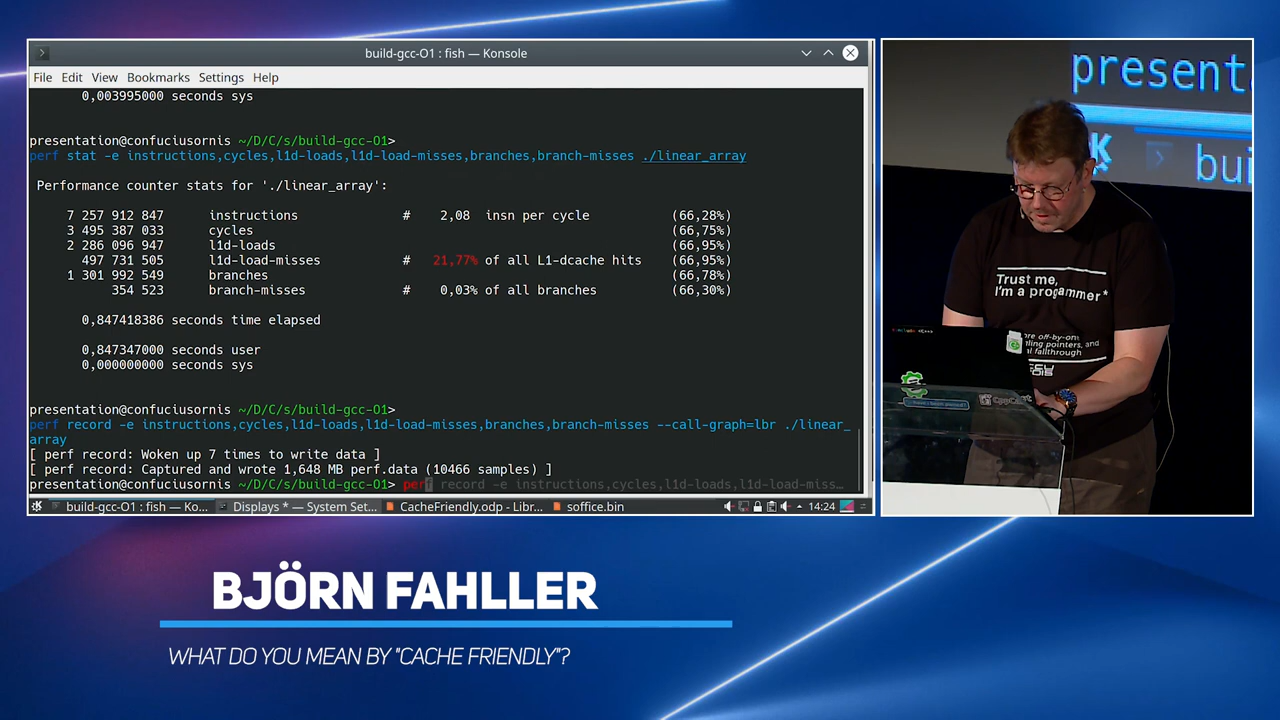 build-gcc-O1 : fish — Konsole
File Edit View Bookmarks Settings Help
0,003995000 seconds sys
presentation@confuciusornis ~/D/C/s/build-gcc-O1>
perf stat -e instructions,cycles,l1d-loads,l1d-load-misses,branches,branch-misses ./linear_array
Performance counter stats for './linear_array':
7 257 912 847 instructions # 2,08 insn per cycle (66,28%)
3 495 387 033 cycles (66,75%)
2 286 096 947 l1d-loads (66,95%)
497 731 505 l1d-load-misses # 21,77% of all L1-dcache hits (66,95%)
1 301 992 549 branches (66,78%)
354 523 branch-misses # 0,03% of all branches (66,30%)
0,847418386 seconds time elapsed
0,847347000 seconds user
0,000000000 seconds sys
presentation@confuciusornis ~/D/C/s/build-gcc-O1>
perf record -e instructions,cycles,l1d-loads,l1d-load-misses,branches,branch-misses --call-graph=lbr ./linear_
array
[ perf record: Woken up 7 times to write data ]
[ perf record: Captured and wrote 1,648 MB perf.data (10466 samples) ]
presentation@confuciusornis ~/D/C/s/build-gcc-O1> perf record -e instructions,cycles,l1d-loads,l1d-load-miss…
build-gcc-O1 : fish — Ko... Displays * — System Set... CacheFriendly.odp - Libr... soffice.bin 14:24
present
K bui
Trust me,
I'm a programmer*
off-by-on
pointers, and
fallthrough
BJÖRN FAHLLER
WHAT DO YOU MEAN BY "CACHE FRIENDLY"?